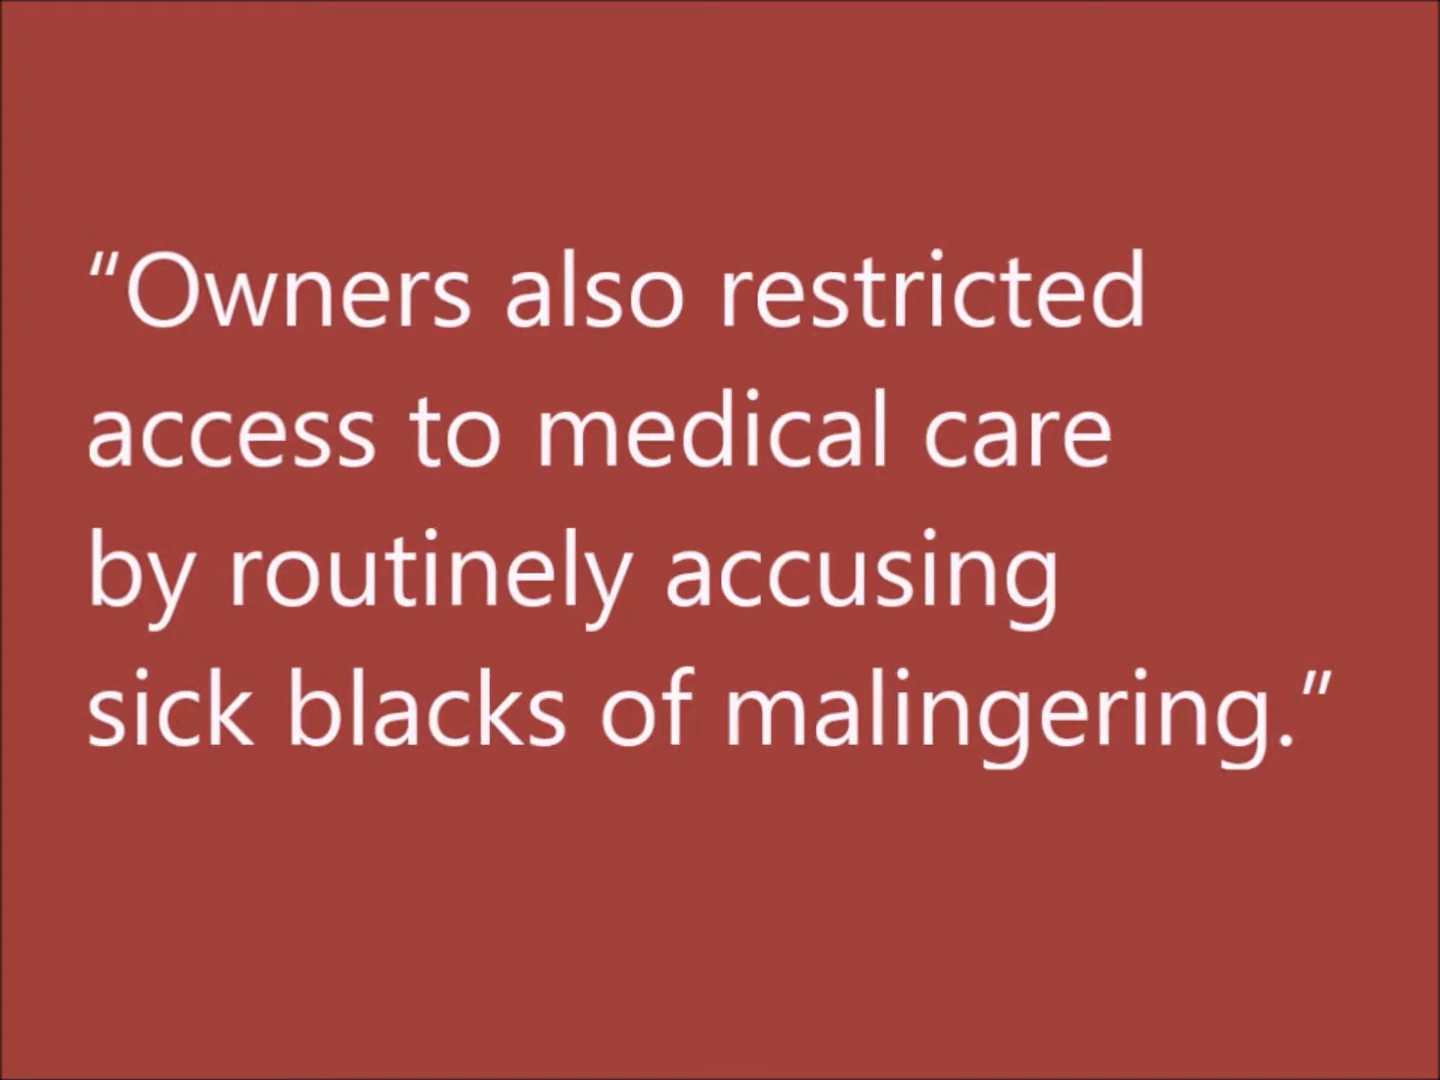 “Owners also restricted
access to medical care
by routinely accusing
sick blacks of malingering.”